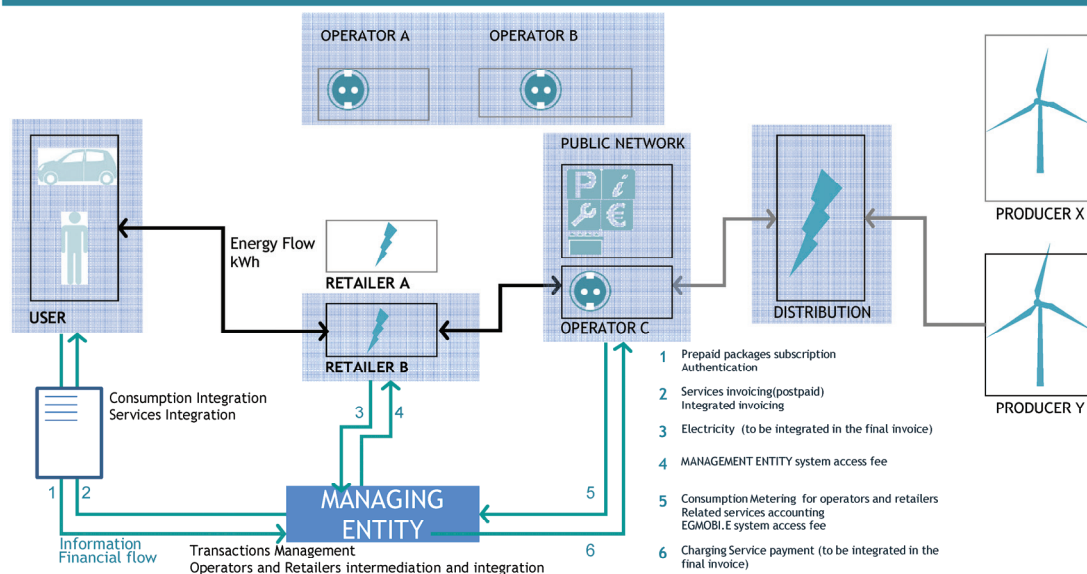 OPERATOR A
OPERATOR B
PUBLIC NETWORK
P i
€
PRODUCER X
Energy Flow
kWh
RETAILER A
USER
OPERATOR C
DISTRIBUTION
RETAILER B
PRODUCER Y
1 Prepaid packages subscription
Authentication
2 Services invoicing(postpaid)
Integrated invoicing
3 Electricity (to be integrated in the final invoice)
4 MANAGEMENT ENTITY system access fee
5 Consumption Metering for operators and retailers
Related services accounting
EGMOBI.E system access fee
6 Charging Service payment (to be integrated in the
final invoice)
Consumption Integration
Services Integration
3
4
1
2
5
6
MANAGING
ENTITY
Information
Financial flow
Transactions Management
Operators and Retailers intermediation and integration